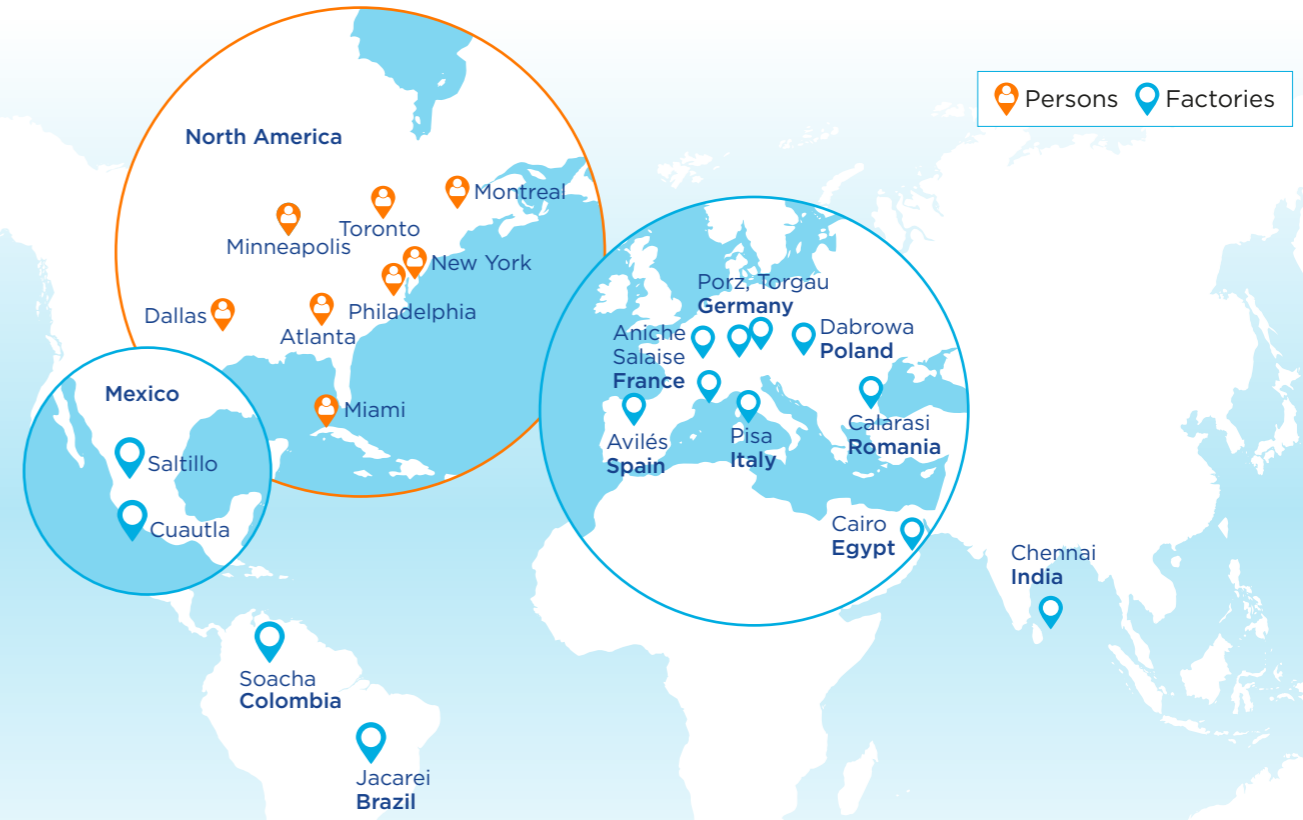 Persons
Factories
North America
Montreal
Toronto
Minneapolis
New York
Philadelphia
Dallas
Atlanta
Miami
Mexico
Saltillo
Cuautla
Porz, Torgau
Germany
Aniche
Salaise
France
Dabrowa
Poland
Avilés
Spain
Pisa
Italy
Calarasi
Romania
Cairo
Egypt
Chennai
India
Soacha
Colombia
Jacarei
Brazil